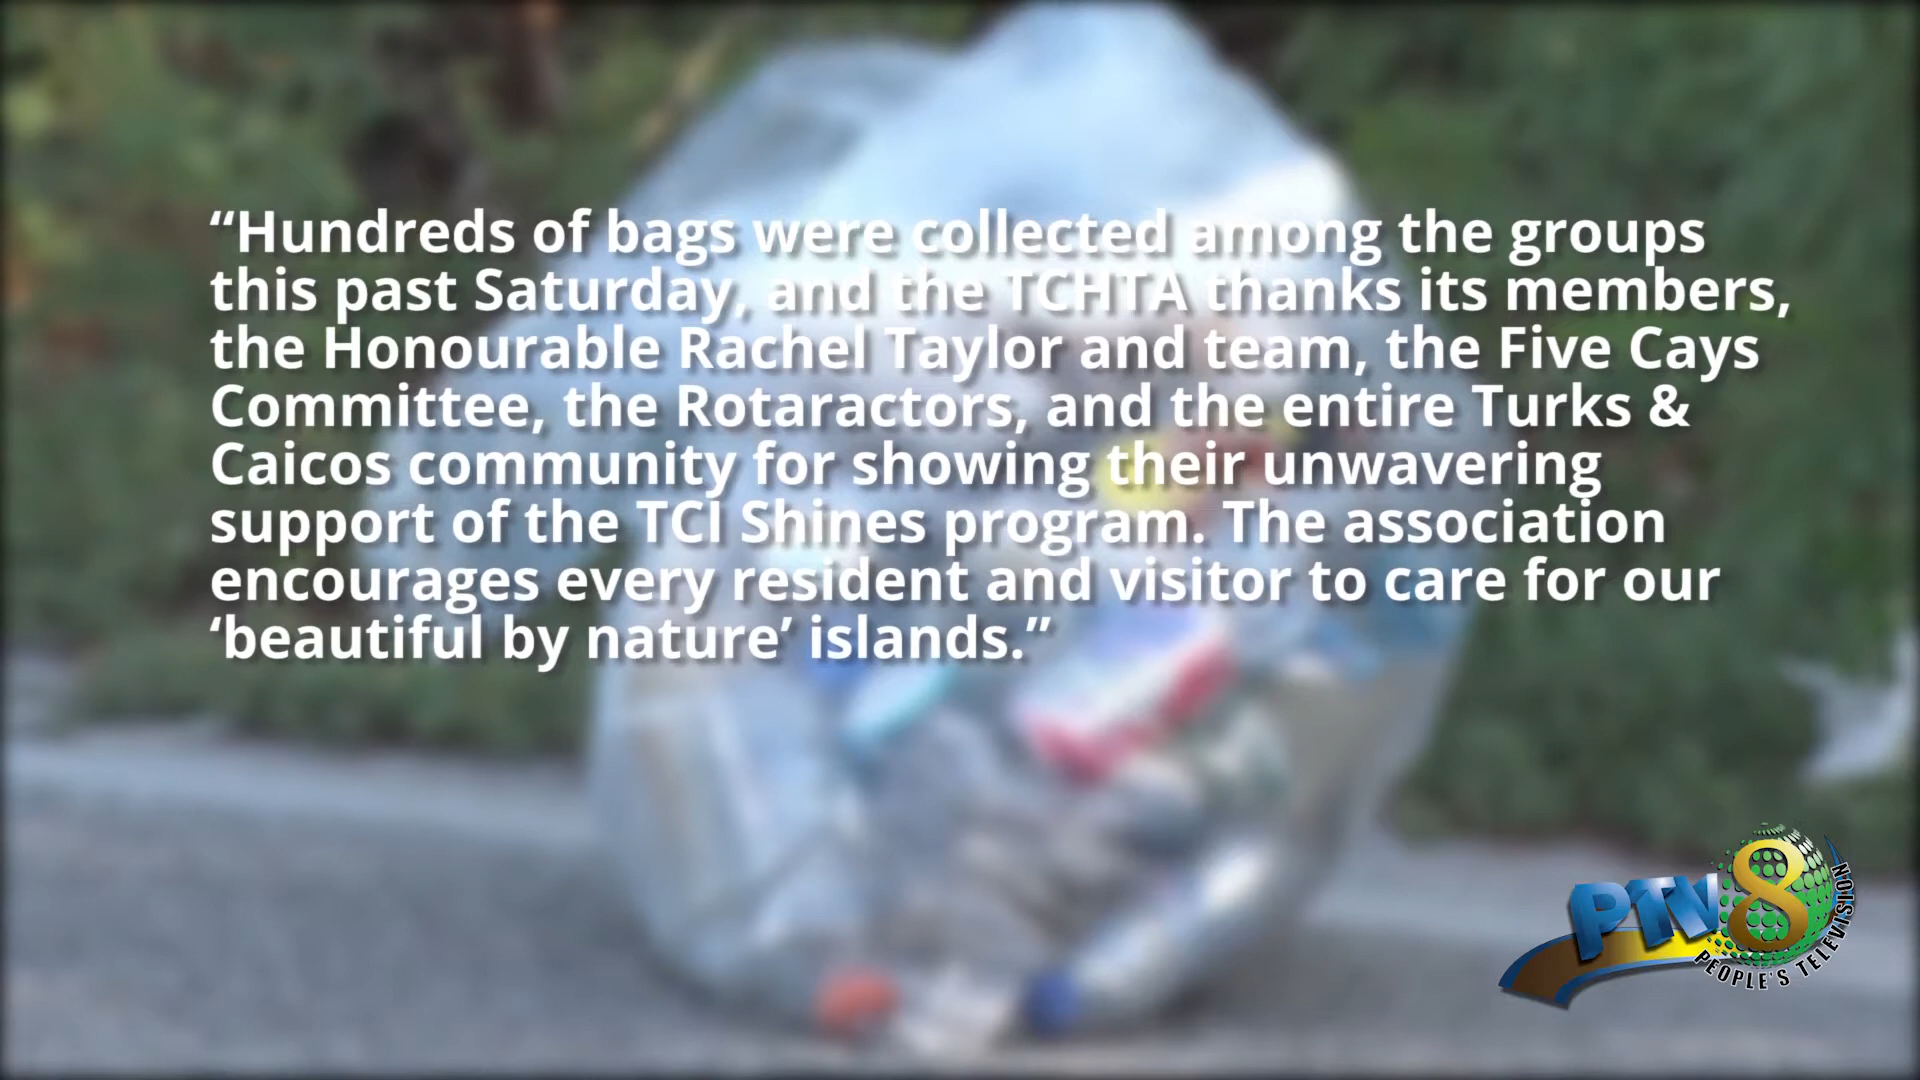 “Hundreds of bags were collected among the groups
this past Saturday, and the TCHTA thanks its members,
the Honourable Rachel Taylor and team, the Five Cays
Committee, the Rotaractors, and the entire Turks &
Caicos community for showing their unwavering
support of the TCI Shines program. The association
encourages every resident and visitor to care for our
‘beautiful by nature’ islands.”
PTV8
PEOPLE'S TELEVISION